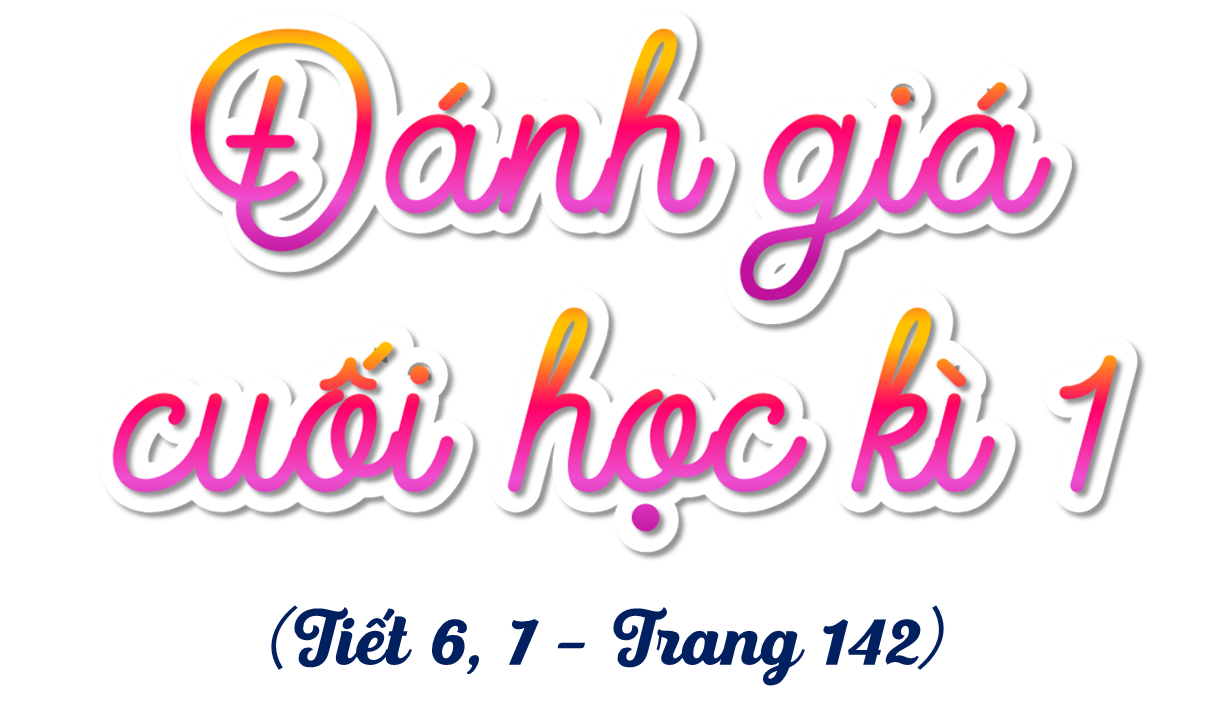 Đánh giá
cuối học kì 1
(Tiết 6, 7 – Trang 142)